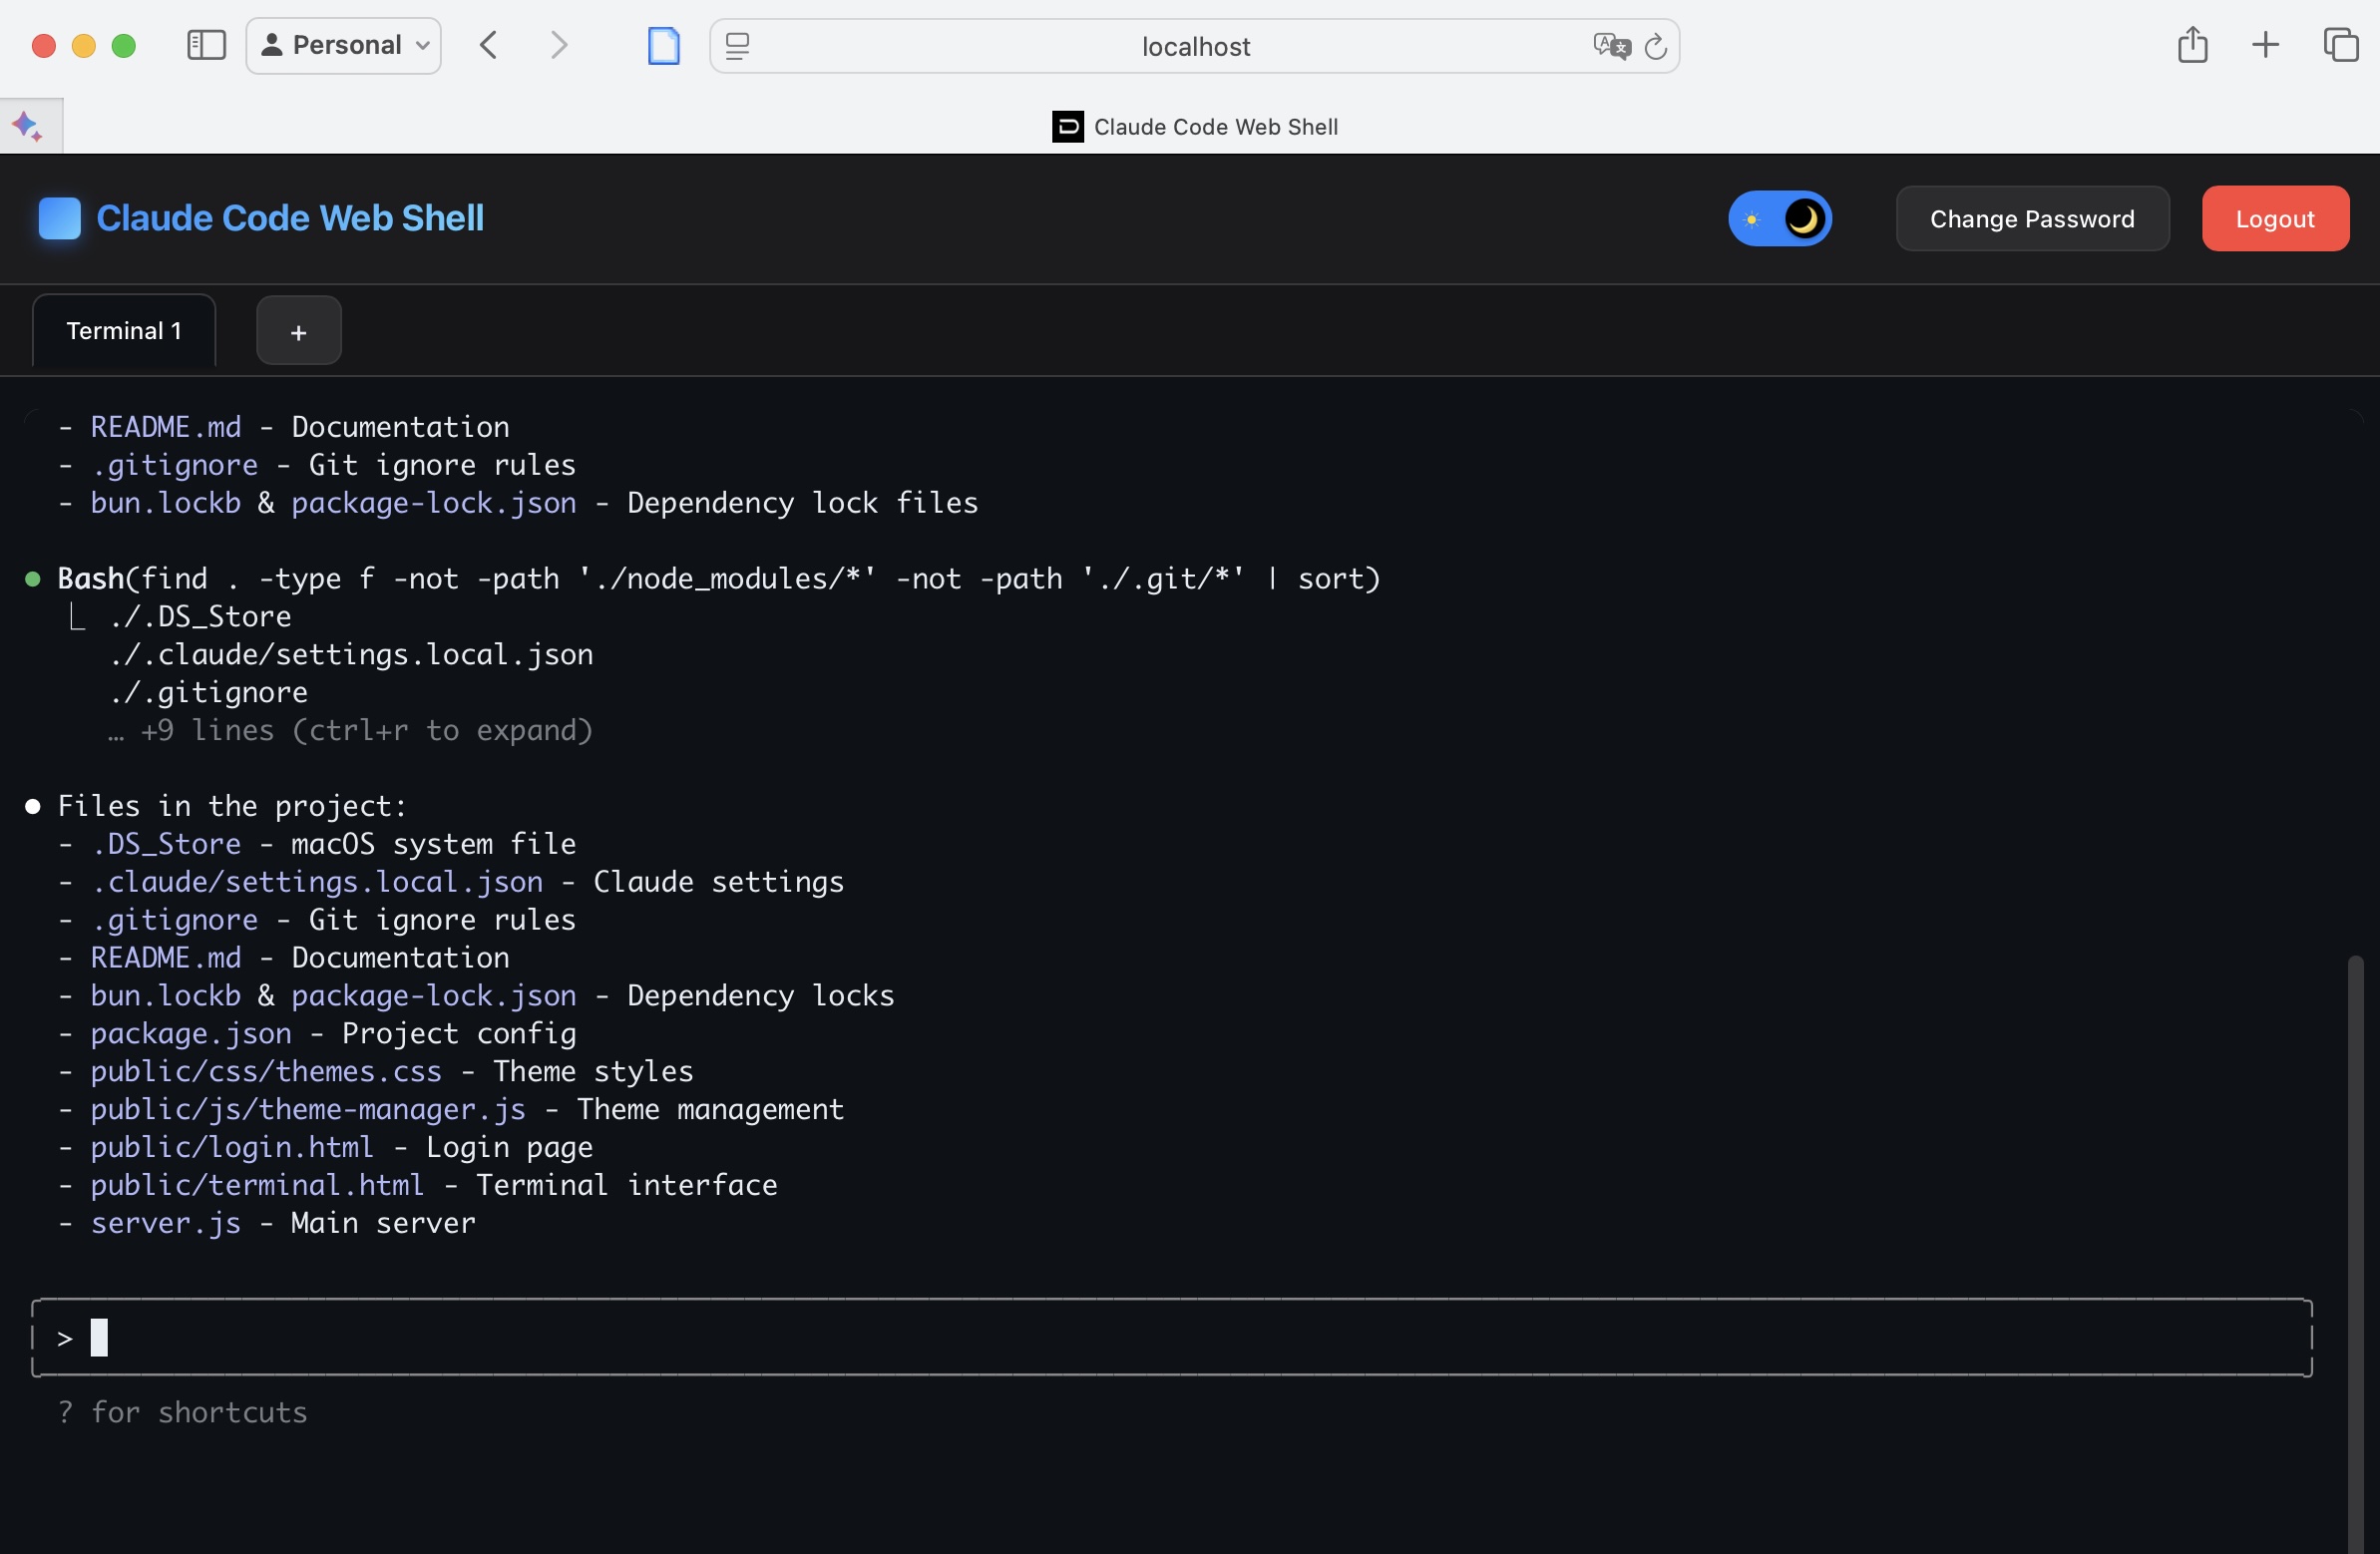 Personal
localhost
Claude Code Web Shell
Claude Code Web Shell
Change Password
Logout
Terminal 1
+
- README.md - Documentation
- .gitignore - Git ignore rules
- bun.lockb & package-lock.json - Dependency lock files
Bash(find . -type f -not -path './node_modules/*' -not -path './.git/*' | sort)
./.DS_Store
./.claude/settings.local.json
./.gitignore
… +9 lines (ctrl+r to expand)
Files in the project:
- .DS_Store - macOS system file
- .claude/settings.local.json - Claude settings
- .gitignore - Git ignore rules
- README.md - Documentation
- bun.lockb & package-lock.json - Dependency locks
- package.json - Project config
- public/css/themes.css - Theme styles
- public/js/theme-manager.js - Theme management
- public/login.html - Login page
- public/terminal.html - Terminal interface
- server.js - Main server
>
? for shortcuts